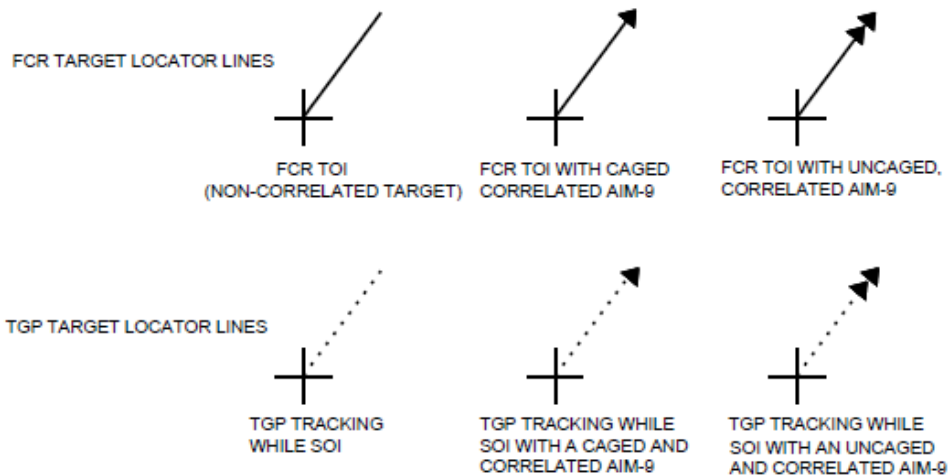 FCR TARGET LOCATOR LINES
FCR TOI
(NON-CORRELATED TARGET)
FCR TOI WITH CAGED
CORRELATED AIM-9
FCR TOI WITH UNCAGED,
CORRELATED AIM-9
TGP TARGET LOCATOR LINES
TGP TRACKING
WHILE SOI
TGP TRACKING WHILE
SOI WITH A CAGED AND
CORRELATED AIM-9
TGP TRACKING WHILE
SOI WITH AN UNCAGED
AND CORRELATED AIM-9